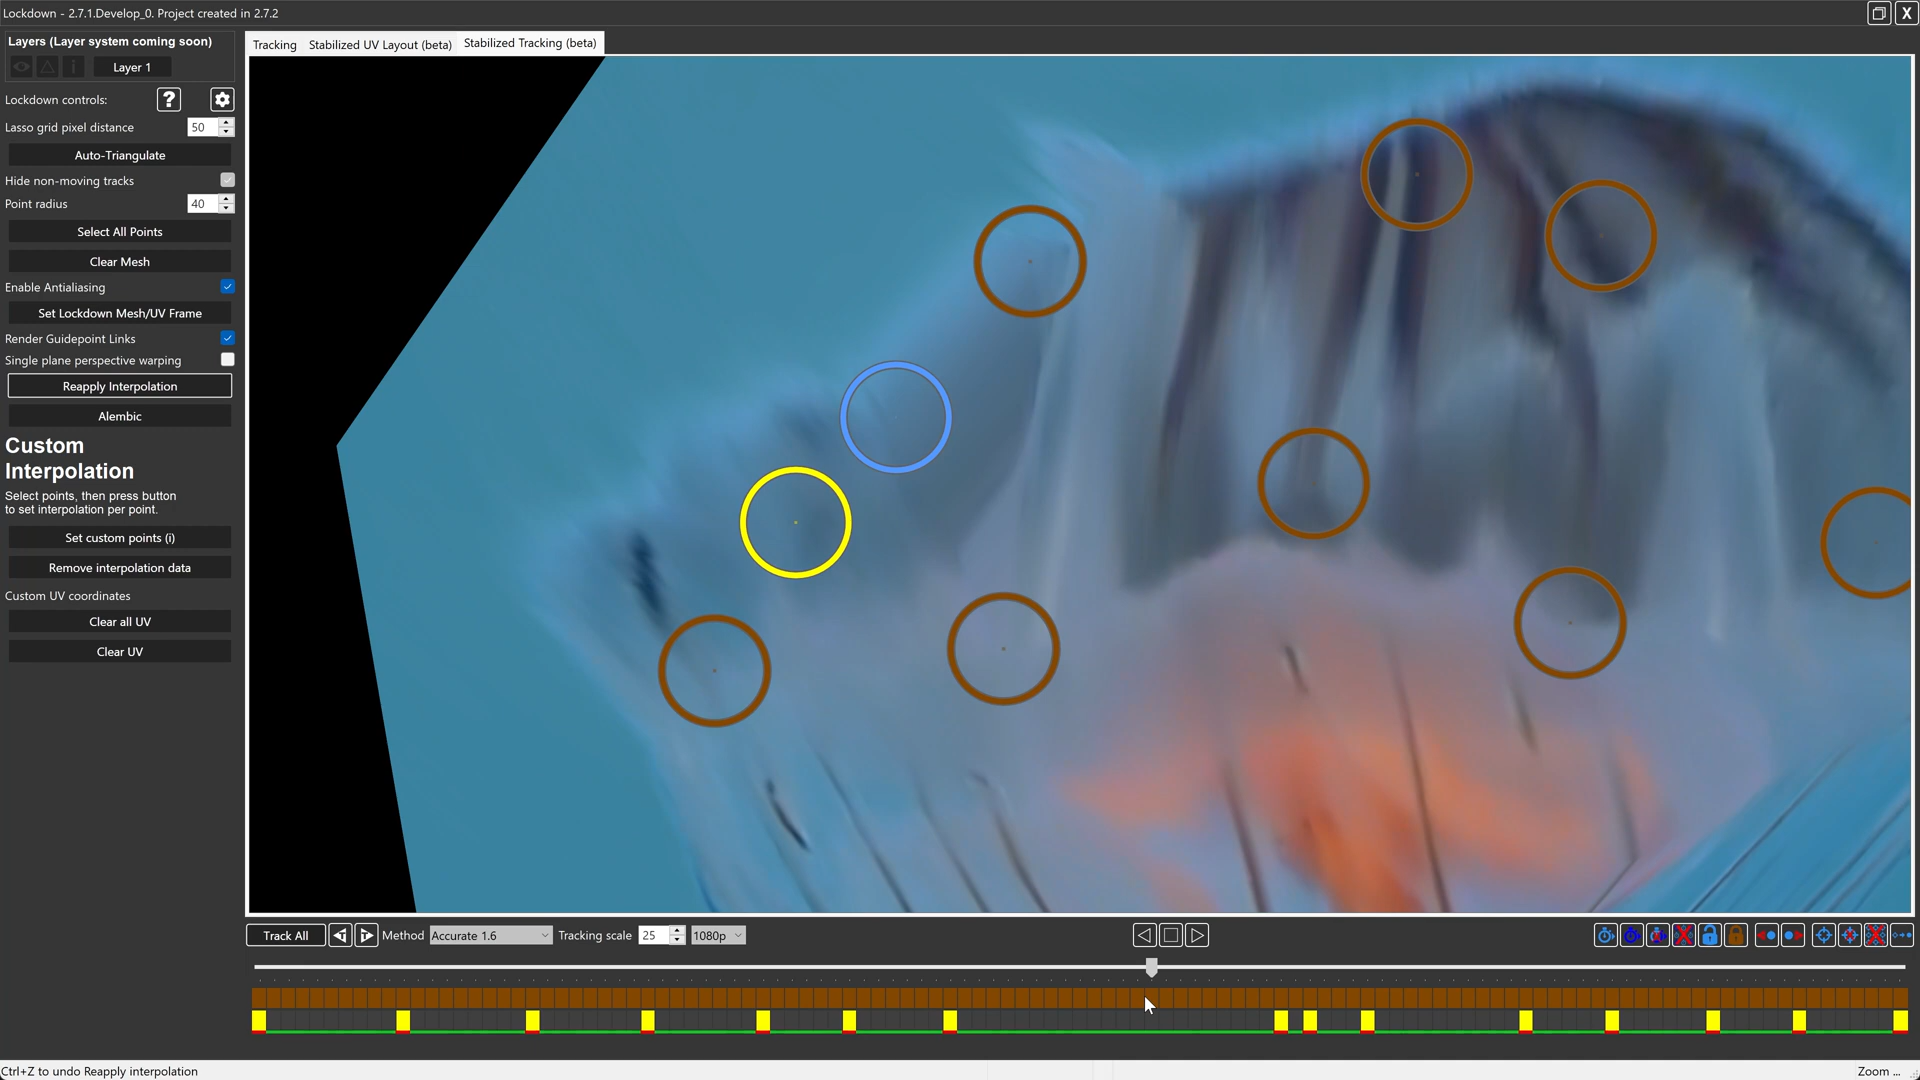 Lockdown - 2.7.1.Develop_0. Project created in 2.7.2
X
Layers (Layer system coming soon)
Layer 1
Lockdown controls:
?
Lasso grid pixel distance
50
Auto-Triangulate
Hide non-moving tracks
Point radius
40
Select All Points
Clear Mesh
Enable Antialiasing
Set Lockdown Mesh/UV Frame
Render Guidepoint Links
Single plane perspective warping
Reapply Interpolation
Alembic
Custom
Interpolation
Select points, then press button
to set interpolation per point.
Set custom points (i)
Remove interpolation data
Custom UV coordinates
Clear all UV
Clear UV
Tracking
Stabilized UV Layout (beta)
Stabilized Tracking (beta)
Track All
Method
Accurate 1.6
Tracking scale
25
1080p
Ctrl+Z to undo Reapply interpolation
Zoom ...